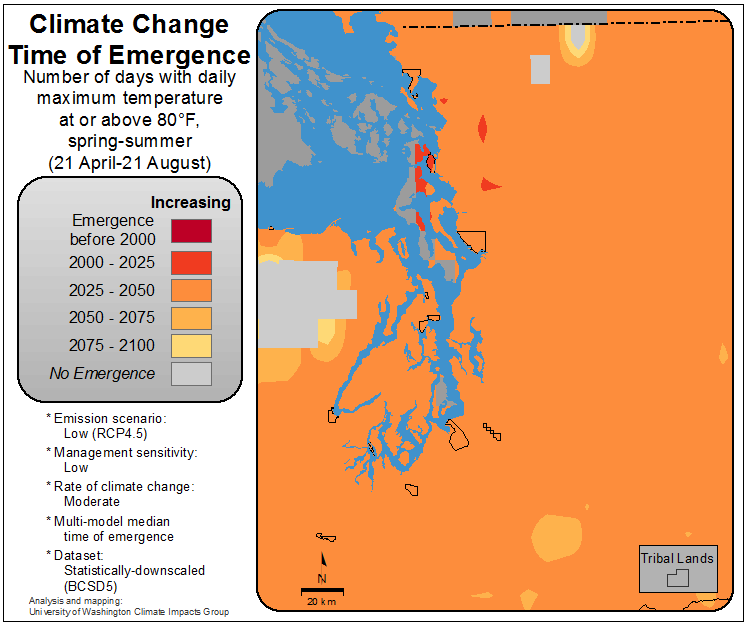 Climate Change
Time of Emergence
Number of days with daily
maximum temperature
at or above 80°F,
spring-summer
(21 April-21 August)
Increasing
Emergence
before 2000
2000 - 2025
2025 - 2050
2050 - 2075
2075 - 2100
No Emergence
* Emission scenario:
Low (RCP4.5)
* Management sensitivity:
Low
* Rate of climate change:
Moderate
* Multi-model median
time of emergence
* Dataset:
Statistically-downscaled
(BCSD5)
Analysis and mapping:
University of Washington Climate Impacts Group
N
20 km
Tribal Lands